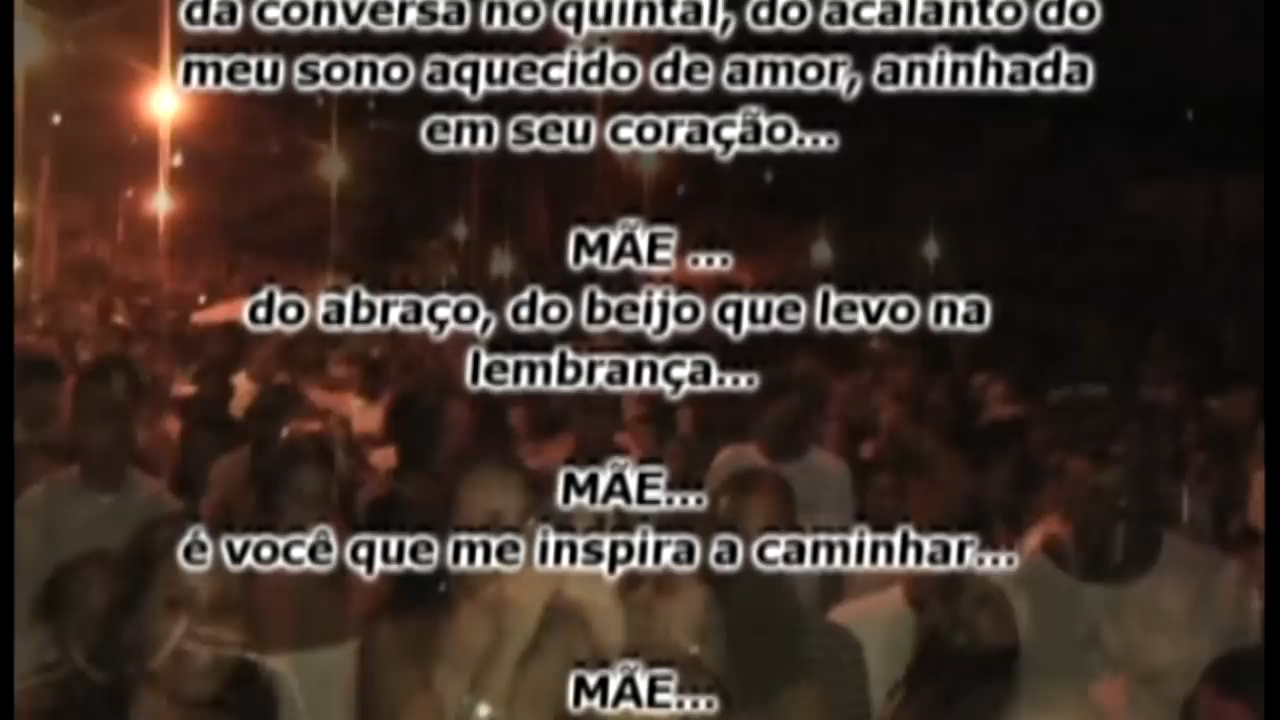 da conversa no quintal, do acalanto do
meu sono aquecido de amor, aninhada
em seu coração...
MÃE ...
do abraço, do beijo que levo na
lembrança...
MÃE...
é você que me inspira a caminhar...
MÃE...